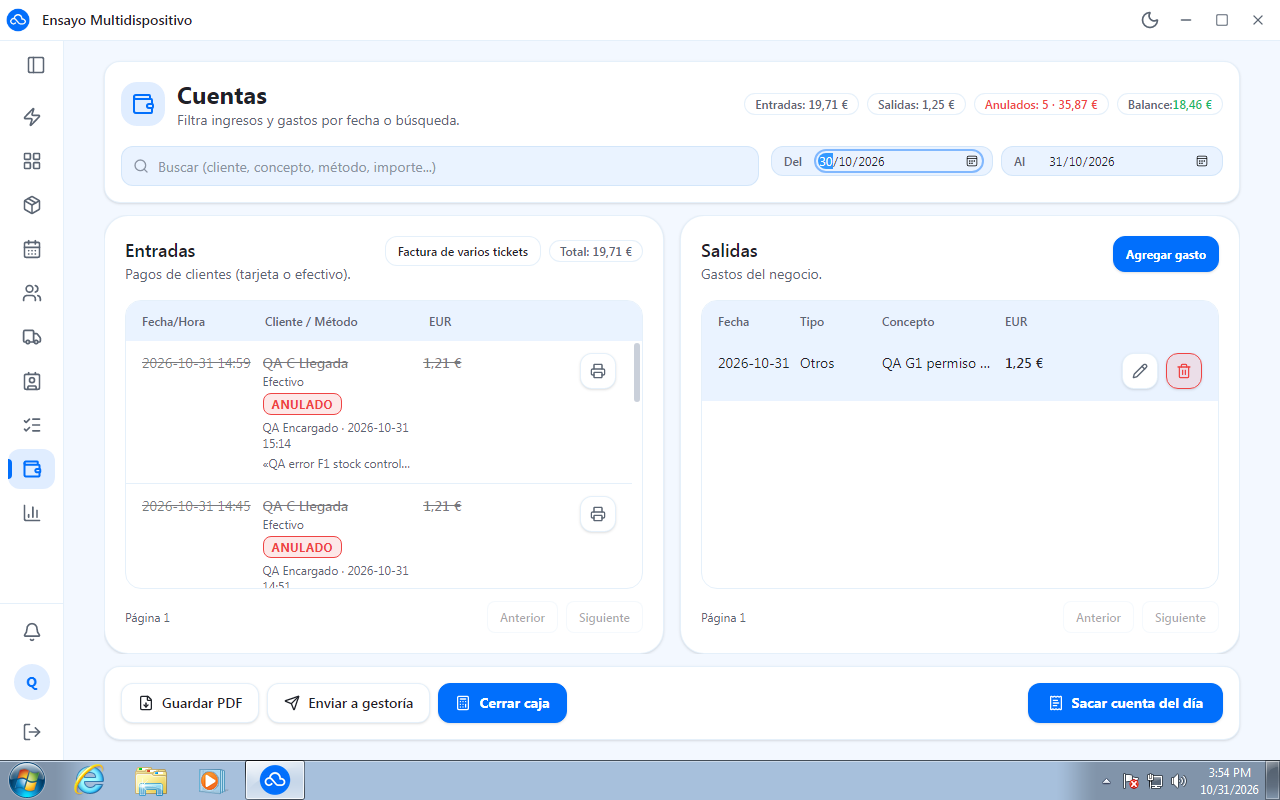 Ensayo Multidispositivo
Cuentas
Filtra ingresos y gastos por fecha o búsqueda.
Entradas: 19,71 €
Salidas: 1,25 €
Anulados: 5 · 35,87 €
Balance:18,46 €
Buscar (cliente, concepto, método, importe...)
Del 30/10/2026
Al 31/10/2026
Entradas
Pagos de clientes (tarjeta o efectivo).
Factura de varios tickets
Total: 19,71 €
Fecha/Hora Cliente / Método EUR
2026-10-31 14:59 QA C Llegada 1,21 €
Efectivo
ANULADO
QA Encargado · 2026-10-31
15:14
«QA error F1 stock control...
2026-10-31 14:45 QA C Llegada 1,21 €
Efectivo
ANULADO
QA Encargado · 2026-10-31
14:51
Página 1
Anterior
Siguiente
Salidas
Gastos del negocio.
Agregar gasto
Fecha Tipo Concepto EUR
2026-10-31 Otros QA G1 permiso ... 1,25 €
Página 1
Anterior
Siguiente
Guardar PDF
Enviar a gestoría
Cerrar caja
Sacar cuenta del día
Q
3:54 PM
10/31/2026